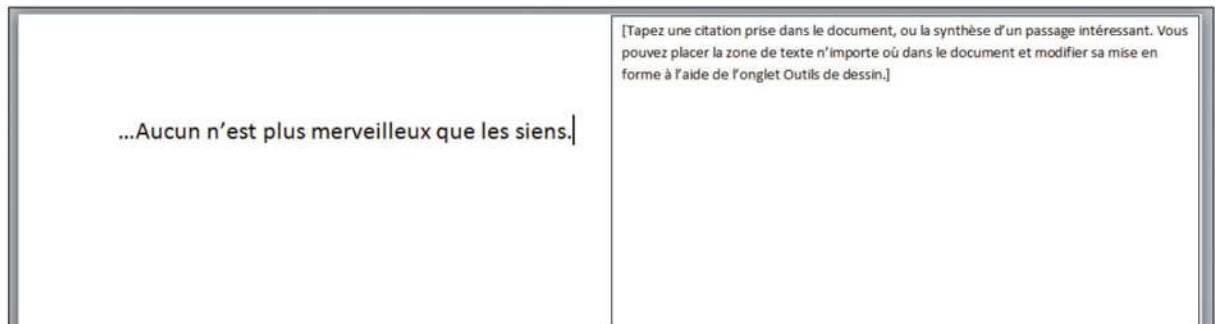 …Aucun n’est plus merveilleux que les siens.
[Tapez une citation prise dans le document, ou la synthèse d’un passage intéressant. Vous
pouvez placer la zone de texte n’importe où dans le document et modifier sa mise en
forme à l’aide de l’onglet Outils de dessin.]